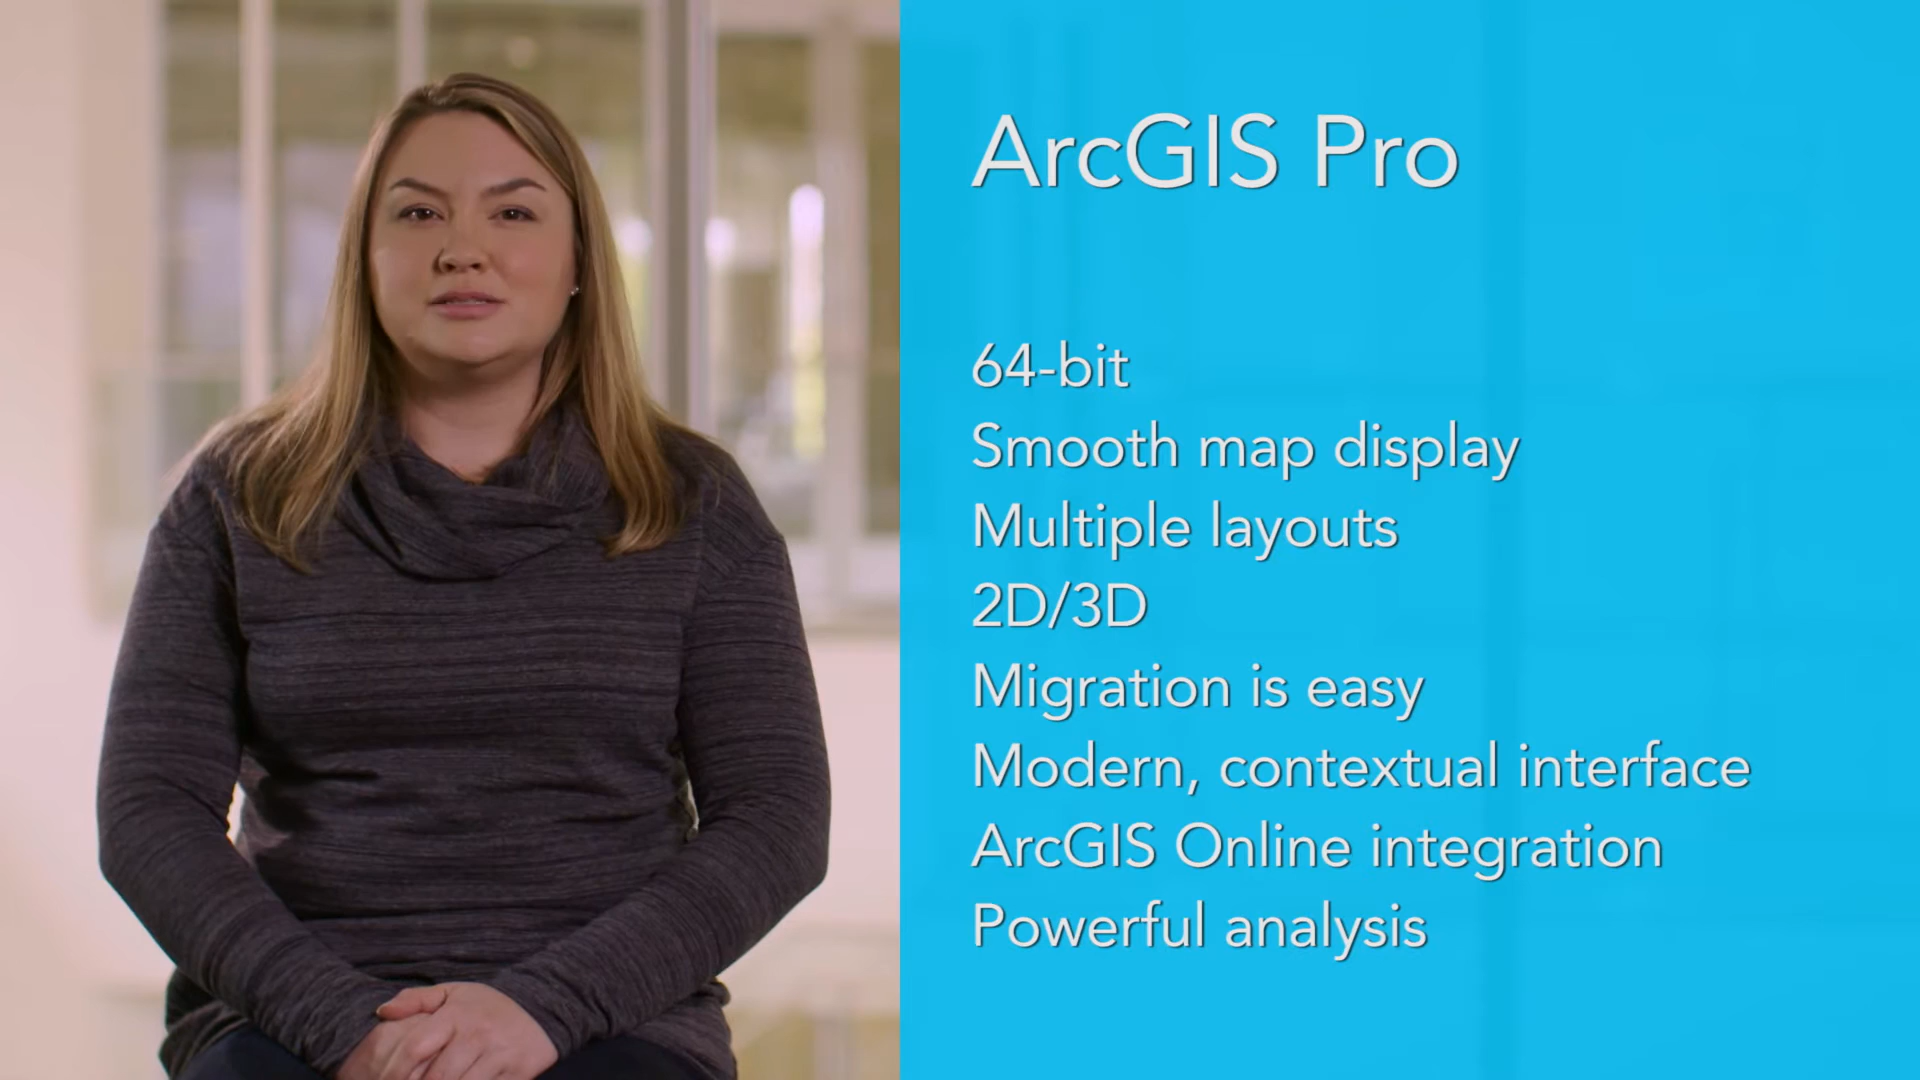 ArcGIS Pro
64-bit
Smooth map display
Multiple layouts
2D/3D
Migration is easy
Modern, contextual interface
ArcGIS Online integration
Powerful analysis